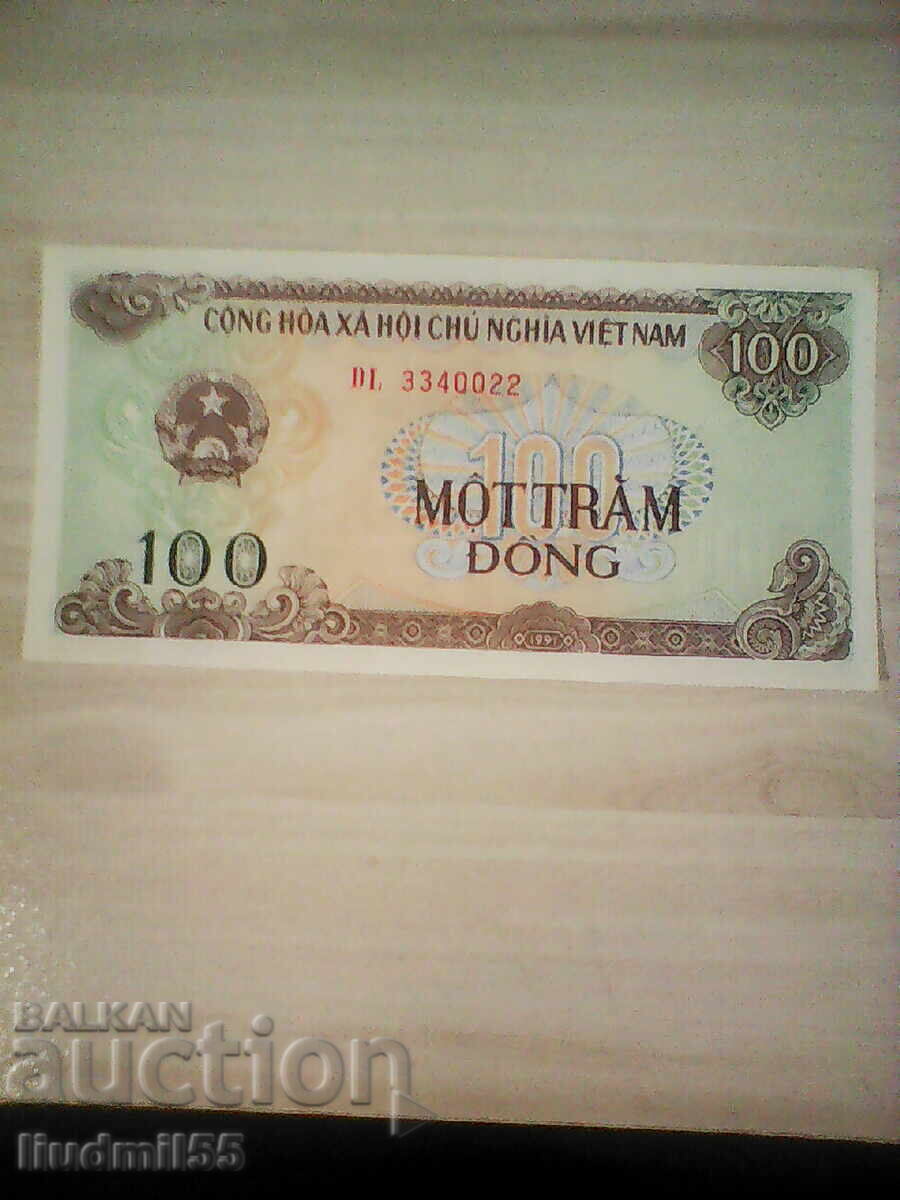 CỘNG HÒA XÃ HỘI CHỦ NGHĨA VIỆT NAM
100
DL 3340022
100
MỘT TRĂM
ĐỒNG
100
1991
BALKAN
auction
liudmil55